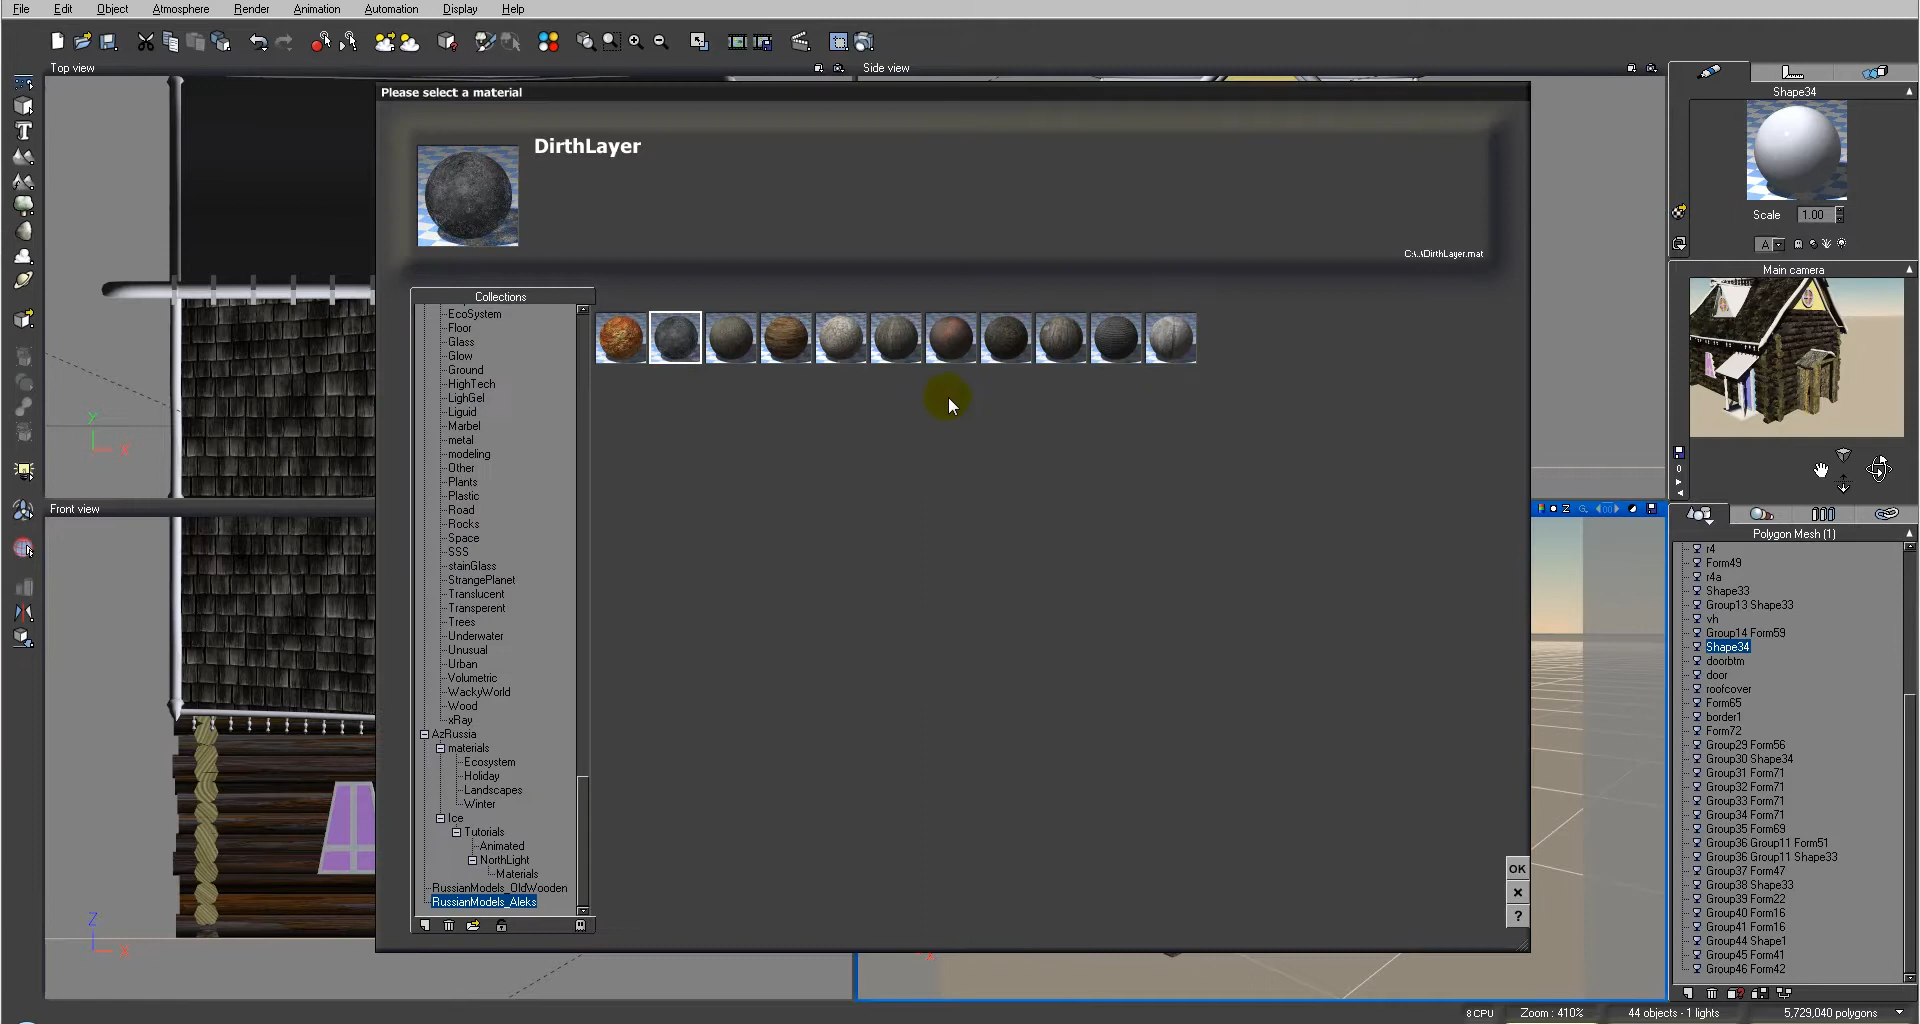 File Edit Object Atmosphere Render Animation Automation Display Help
Top view
Side view
Please select a material
DirthLayer
C:\..\DirthLayer.mat
Collections
EcoSystem
Floor
Glass
Glow
Ground
HighTech
LighGel
Liguid
Marbel
metal
modeling
Other
Plants
Plastic
Road
Rocks
Space
SSS
stainGlass
StrangePlanet
Translucent
Transperent
Trees
Underwater
Unusual
Urban
Volumetric
WackyWorld
Wood
xRay
AzRussia
materials
Ecosystem
Holiday
Landscapes
Winter
Ice
Tutorials
Animated
NorthLight
Materials
RussianModels_OldWooden
RussianModels_Aleks
OK
?
Front view
Y
X
Z
X
Shape34
Scale 1.00
A
Main camera
0
Polygon Mesh (1)
r4
Form49
r4a
Shape33
Group13 Shape33
vh
Group14 Form59
Shape34
doorbtm
door
roofcover
Form65
border1
Form72
Group29 Form56
Group30 Shape34
Group31 Form71
Group32 Form71
Group33 Form71
Group34 Form71
Group35 Form69
Group36 Group11 Form51
Group36 Group11 Shape33
Group37 Form47
Group38 Shape33
Group39 Form22
Group40 Form16
Group41 Form16
Group44 Shape1
Group45 Form41
Group46 Form42
8 CPU Zoom : 410% 44 objects - 1 lights 5,729,040 polygons